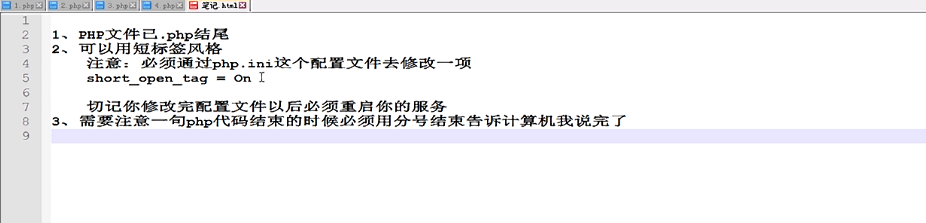 1.php 2.php 3.php 4.php 笔记.html
1
2 1、PHP文件已.php结尾
3 2、可以用短标签风格
4 注意：必须通过php.ini这个配置文件去修改一项
5 short_open_tag = On
6
7 切记你修改完配置文件以后必须重启你的服务
8 3、需要注意一句php代码结束的时候必须用分号结束告诉计算机我说完了
9